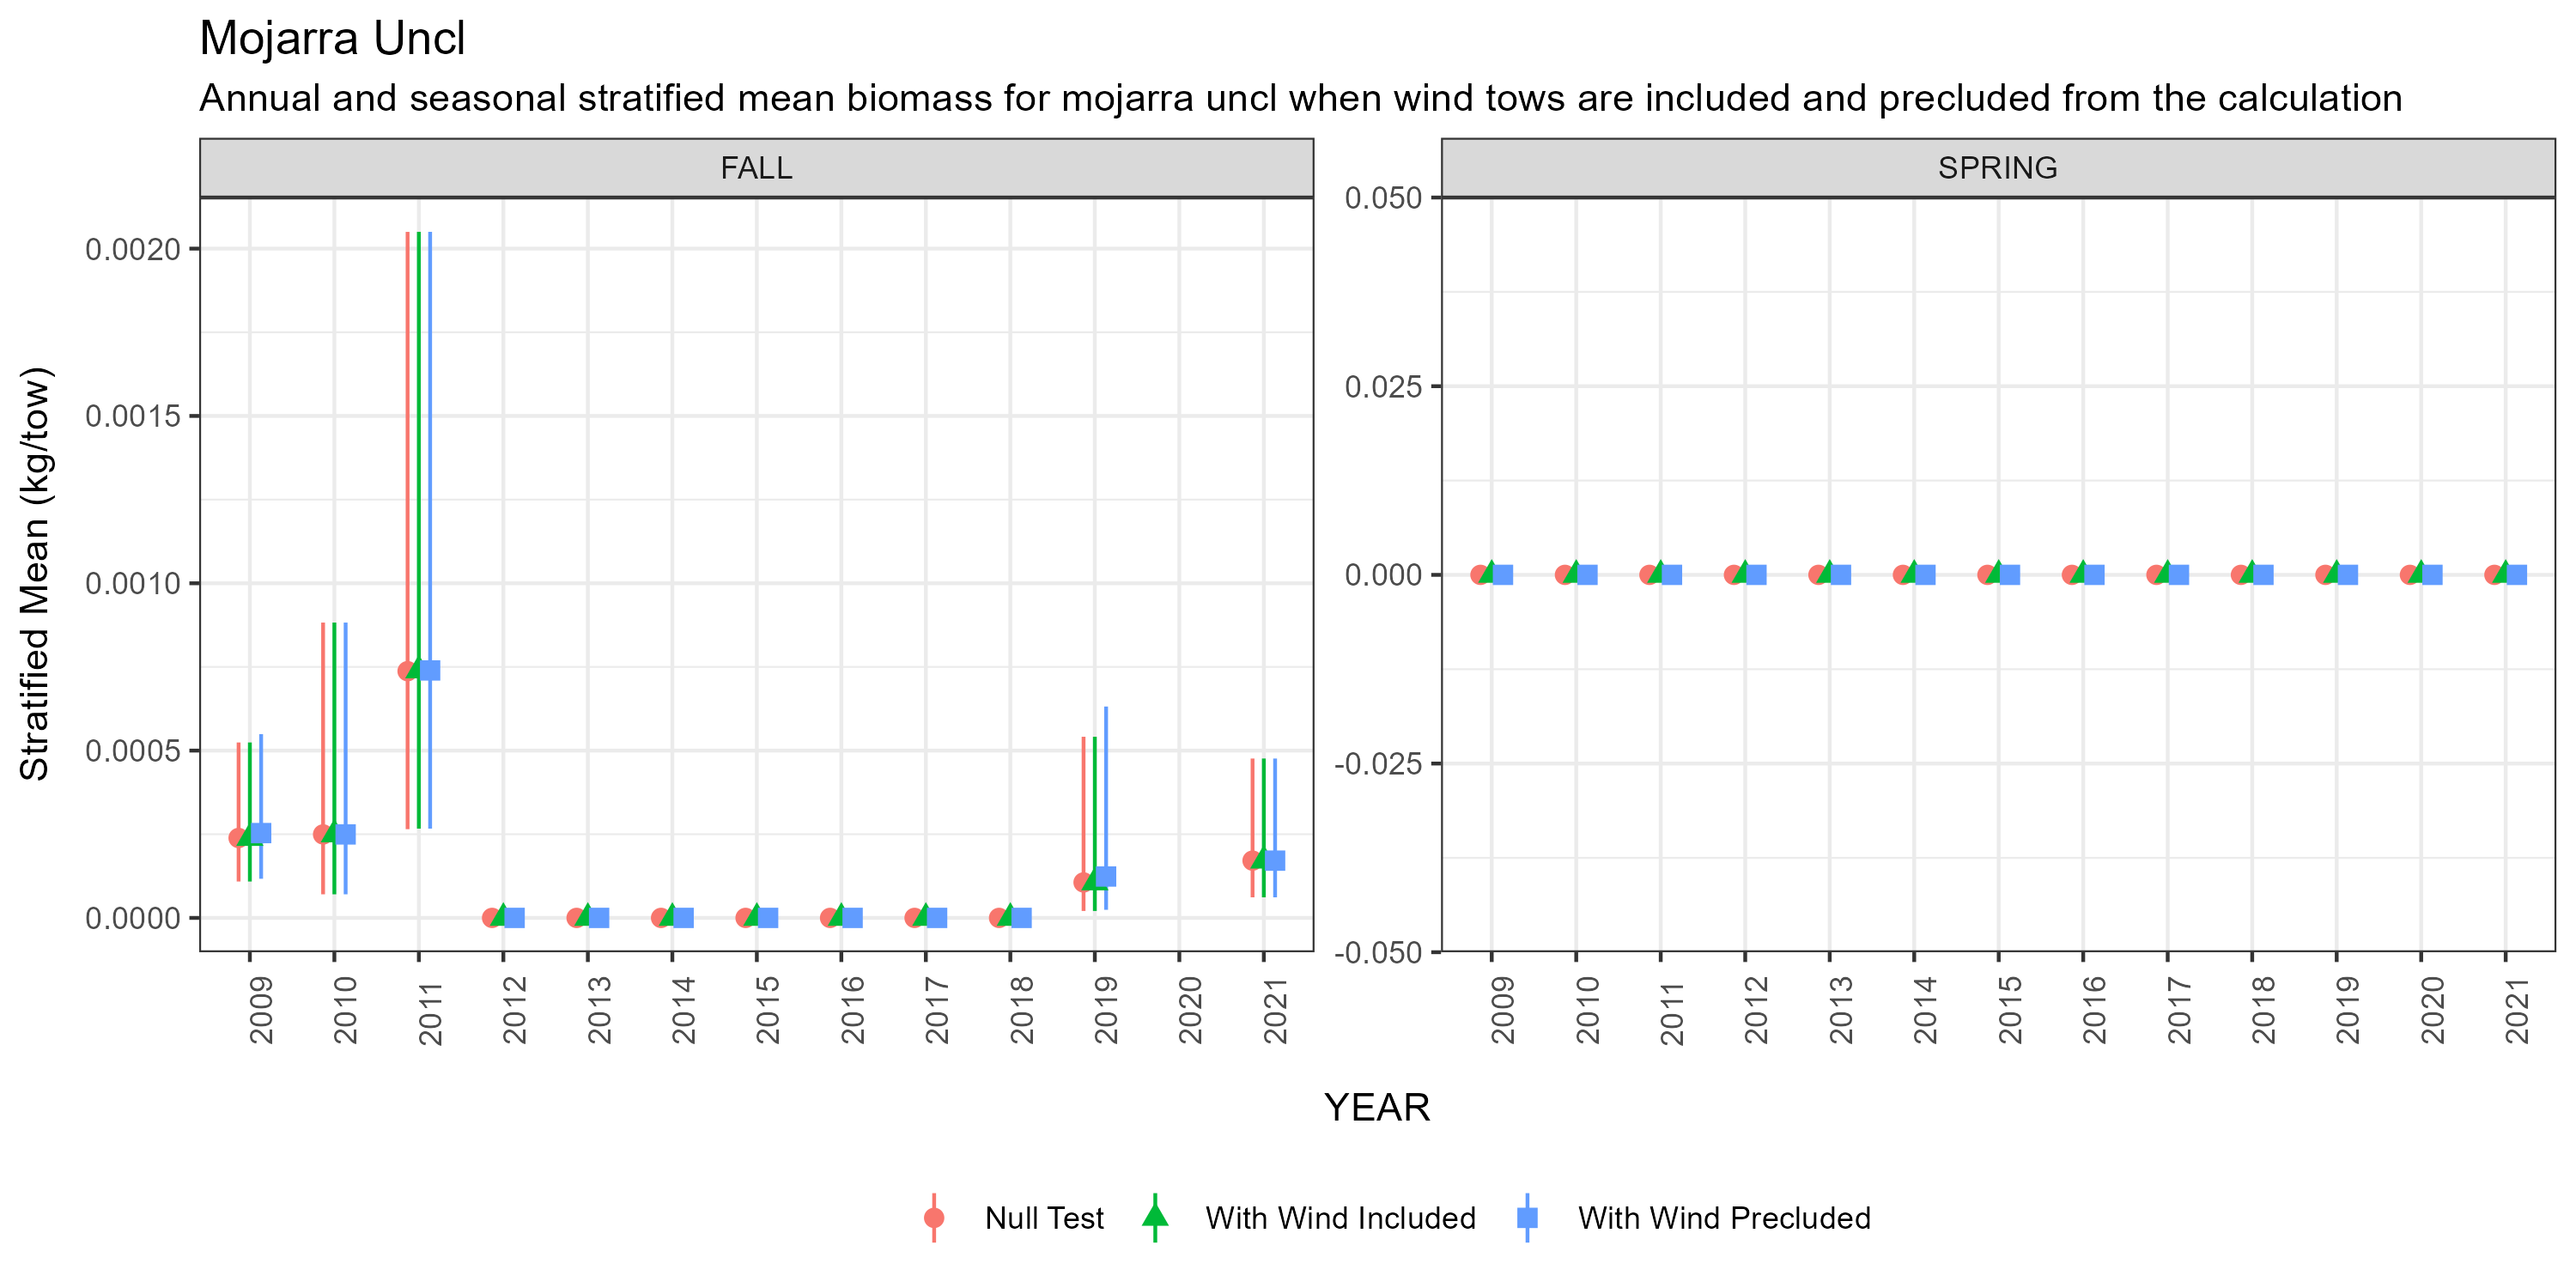 Mojarra Uncl
Annual and seasonal stratified mean biomass for mojarra uncl when wind tows are included and precluded from the calculation
FALL
SPRING
Stratified Mean (kg/tow)
0.0020
0.0015
0.0010
0.0005
0.0000
0.050
0.025
0.000
-0.025
-0.050
2009 2010 2011 2012 2013 2014 2015 2016 2017 2018 2019 2020 2021
2009 2010 2011 2012 2013 2014 2015 2016 2017 2018 2019 2020 2021
YEAR
Null Test With Wind Included With Wind Precluded